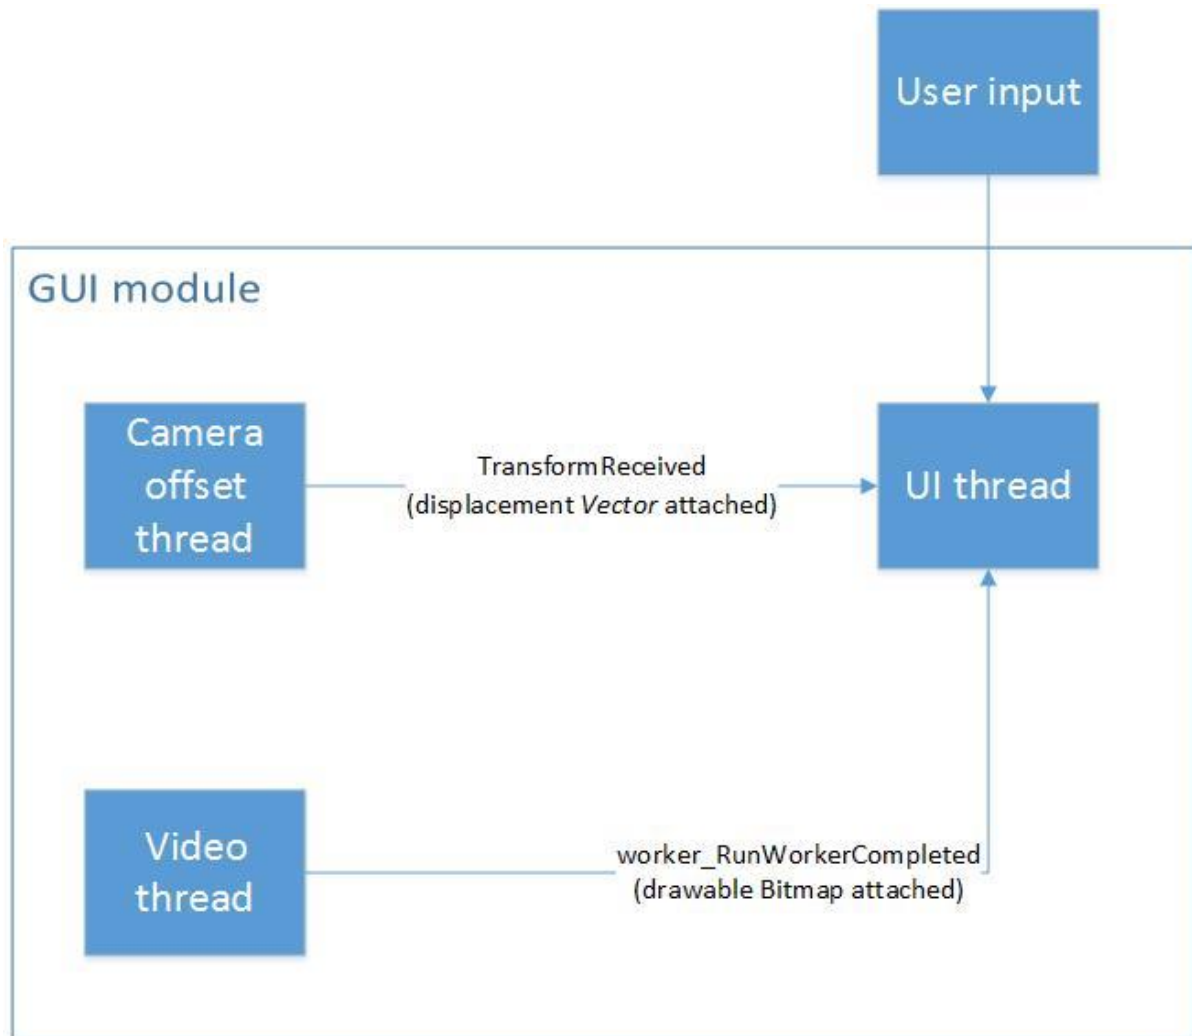 User input
GUI module
Camera
offset
thread
TransformReceived
(displacement Vector attached)
UI thread
Video
thread
worker_RunWorkerCompleted
(drawable Bitmap attached)